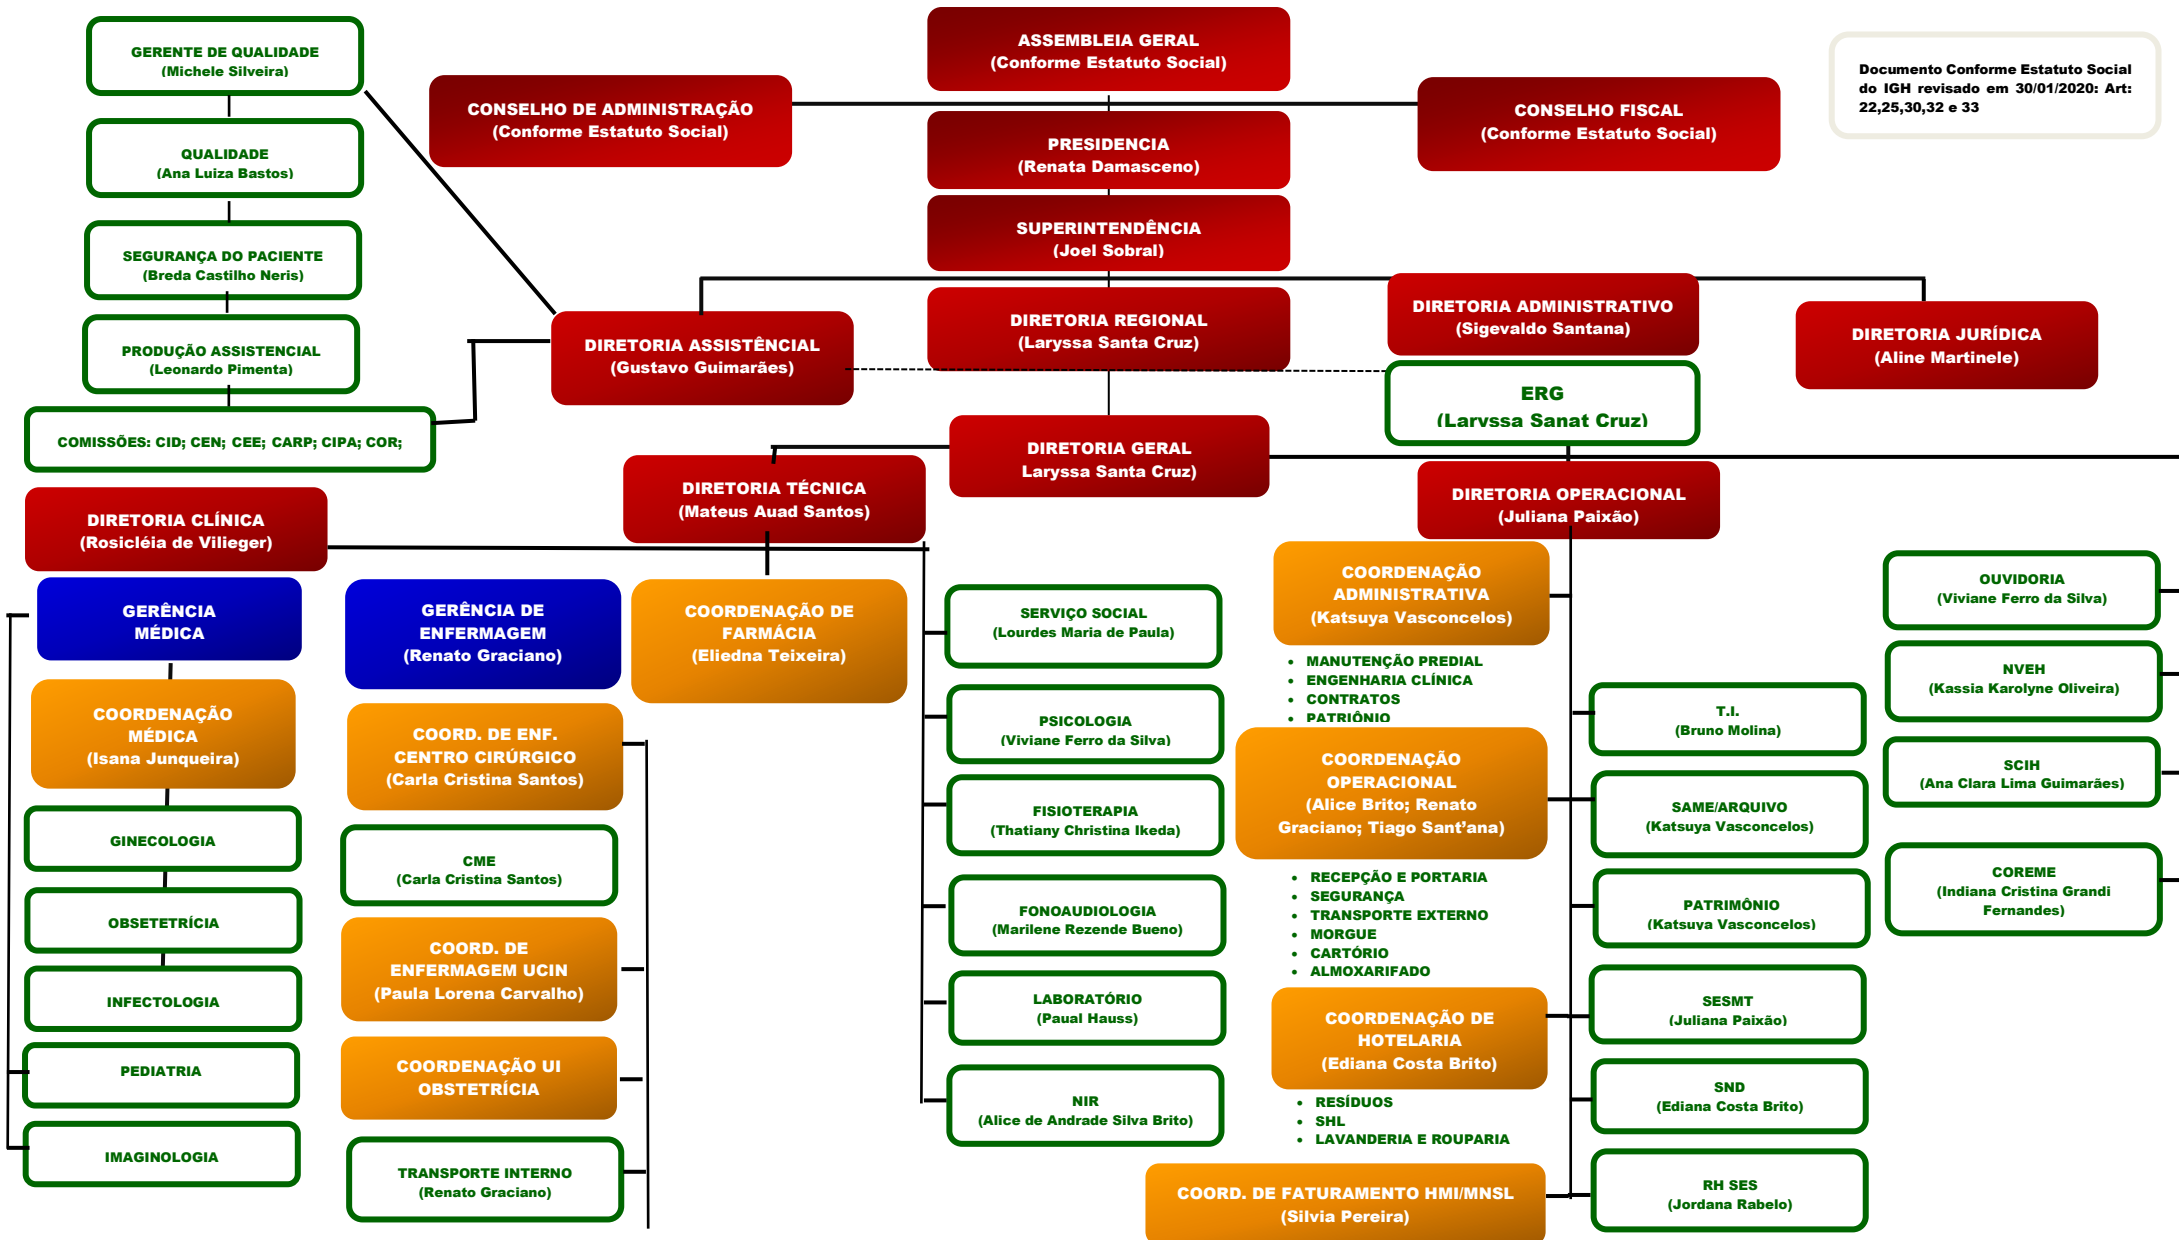 GERENTE DE QUALIDADE
(Michele Silveira)
QUALIDADE
(Ana Luiza Bastos)
SEGURANÇA DO PACIENTE
(Breda Castilho Neris)
PRODUÇÃO ASSISTENCIAL
(Leonardo Pimenta)
COMISSÕES: CID; CEN; CEE; CARP; CIPA; COR;
ASSEMBLEIA GERAL
(Conforme Estatuto Social)
CONSELHO DE ADMINISTRAÇÃO
(Conforme Estatuto Social)
CONSELHO FISCAL
(Conforme Estatuto Social)
Documento Conforme Estatuto Social
do IGH revisado em 30/01/2020: Art:
22,25,30,32 e 33
PRESIDENCIA
(Renata Damasceno)
SUPERINTENDÊNCIA
(Joel Sobral)
DIRETORIA ASSISTÊNCIAL
(Gustavo Guimarães)
DIRETORIA REGIONAL
(Laryssa Santa Cruz)
DIRETORIA ADMINISTRATIVO
(Sigevaldo Santana)
DIRETORIA JURÍDICA
(Aline Martinele)
ERG
(Laryssa Sanat Cruz)
DIRETORIA GERAL
Laryssa Santa Cruz)
DIRETORIA TÉCNICA
(Mateus Auad Santos)
DIRETORIA OPERACIONAL
(Juliana Paixão)
DIRETORIA CLÍNICA
(Rosicléia de Vilieger)
GERÊNCIA
MÉDICA
COORDENAÇÃO
MÉDICA
(Isana Junqueira)
GINECOLOGIA
OBSETETRÍCIA
INFECTOLOGIA
PEDIATRIA
IMAGINOLOGIA
GERÊNCIA DE
ENFERMAGEM
(Renato Graciano)
COORD. DE ENF.
CENTRO CIRÚRGICO
(Carla Cristina Santos)
CME
(Carla Cristina Santos)
COORD. DE
ENFERMAGEM UCIN
(Paula Lorena Carvalho)
COORDENAÇÃO UI
OBSTETRÍCIA
TRANSPORTE INTERNO
(Renato Graciano)
COORDENAÇÃO DE
FARMÁCIA
(Eliedna Teixeira)
SERVIÇO SOCIAL
(Lourdes Maria de Paula)
PSICOLOGIA
(Viviane Ferro da Silva)
FISIOTERAPIA
(Thatiany Christina Ikeda)
FONOAUDIOLOGIA
(Marilene Rezende Bueno)
LABORATÓRIO
(Paual Hauss)
NIR
(Alice de Andrade Silva Brito)
COORDENAÇÃO
ADMINISTRATIVA
(Katsuya Vasconcelos)
• MANUTENÇÃO PREDIAL
• ENGENHARIA CLÍNICA
• CONTRATOS
• PATRIÔNIO
COORDENAÇÃO
OPERACIONAL
(Alice Brito; Renato
Graciano; Tiago Sant’ana)
• RECEPÇÃO E PORTARIA
• SEGURANÇA
• TRANSPORTE EXTERNO
• MORGUE
• CARTÓRIO
• ALMOXARIFADO
COORDENAÇÃO DE
HOTELARIA
(Ediana Costa Brito)
• RESÍDUOS
• SHL
• LAVANDERIA E ROUPARIA
COORD. DE FATURAMENTO HMI/MNSL
(Silvia Pereira)
T.I.
(Bruno Molina)
SAME/ARQUIVO
(Katsuya Vasconcelos)
PATRIMÔNIO
(Katsuya Vasconcelos)
SESMT
(Juliana Paixão)
SND
(Ediana Costa Brito)
RH SES
(Jordana Rabelo)
OUVIDORIA
(Viviane Ferro da Silva)
NVEH
(Kassia Karolyne Oliveira)
SCIH
(Ana Clara Lima Guimarães)
COREME
(Indiana Cristina Grandi
Fernandes)